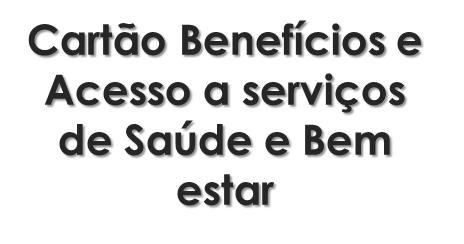 Cartão Benefícios e
Acesso a serviços
de Saúde e Bem
estar